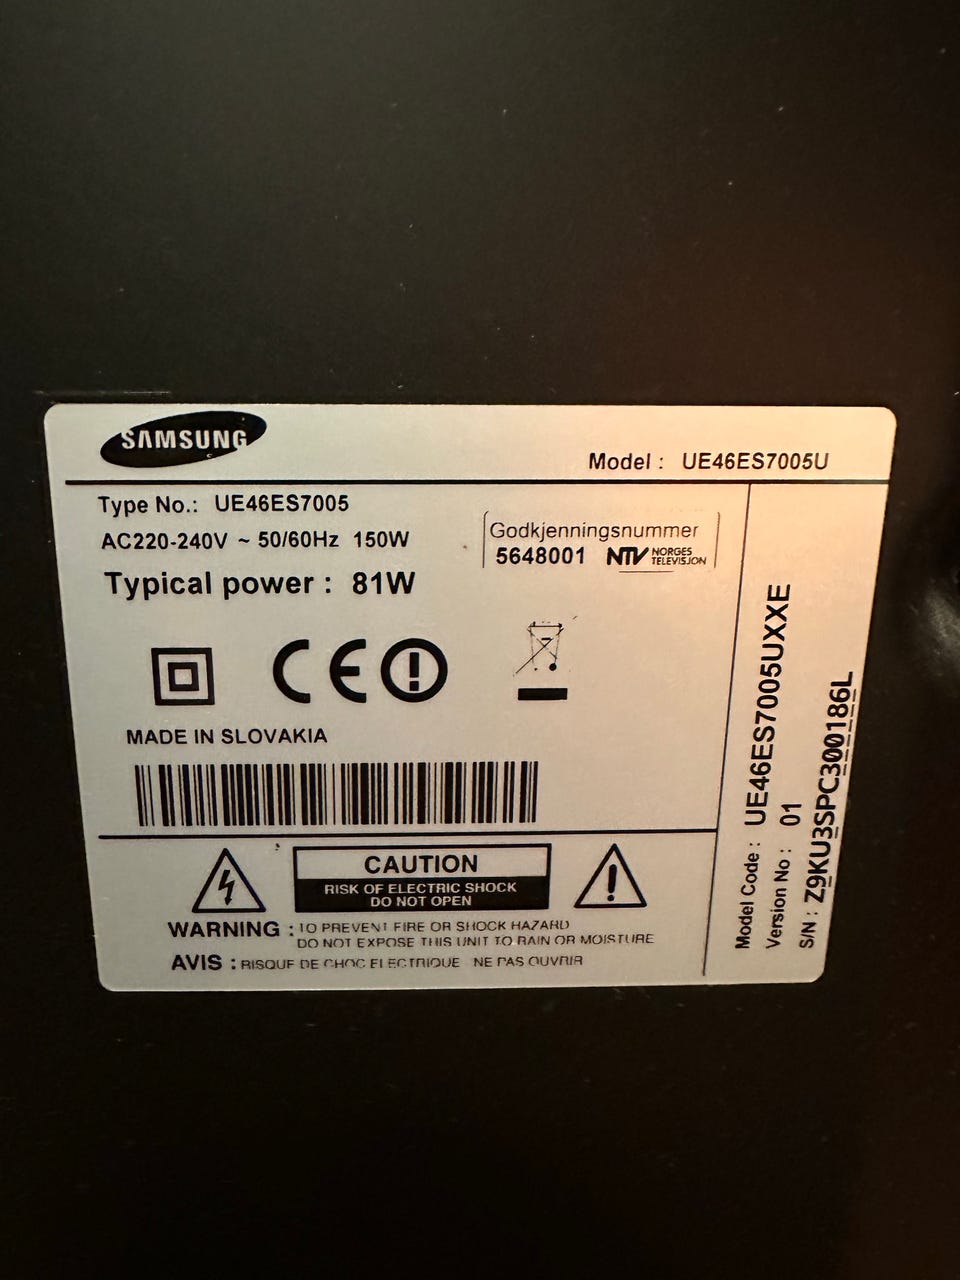 SAMSUNG
Model : UE46ES7005U
Type No.: UE46ES7005
AC220-240V ~ 50/60Hz 150W
Typical power : 81W
Godkjenningsnummer
5648001 NTV NORGES TELEVISJON
MADE IN SLOVAKIA
CAUTION
RISK OF ELECTRIC SHOCK
DO NOT OPEN
WARNING : TO PREVENT FIRE OR SHOCK HAZARD
DO NOT EXPOSE THIS UNIT TO RAIN OR MOISTURE
AVIS : RISQUE DE CHOC ELECTRIQUE NE PAS OUVRIR
Model Code : UE46ES7005UXXE
Version No : 01
S/N : Z9KU3SPC300186L